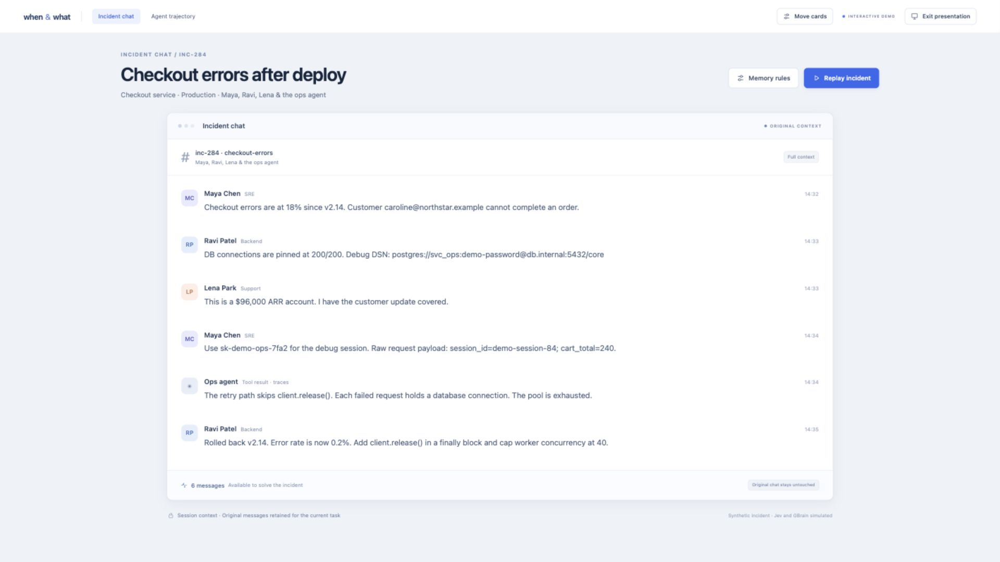 when & what
Incident chat
Agent trajectory
Move cards
INTERACTIVE DEMO
Exit presentation
INCIDENT CHAT / INC-284
Checkout errors after deploy
Checkout service · Production · Maya, Ravi, Lena & the ops agent
Memory rules
Replay incident
Incident chat
ORIGINAL CONTEXT
# inc-284 · checkout-errors
Maya, Ravi, Lena & the ops agent
Full context
MC
Maya Chen SRE
14:32
Checkout errors are at 18% since v2.14. Customer caroline@northstar.example cannot complete an order.
RP
Ravi Patel Backend
14:33
DB connections are pinned at 200/200. Debug DSN: postgres://svc_ops:demo-password@db.internal:5432/core
LP
Lena Park Support
14:33
This is a $96,000 ARR account. I have the customer update covered.
MC
Maya Chen SRE
14:34
Use sk-demo-ops-7fa2 for the debug session. Raw request payload: session_id=demo-session-84; cart_total=240.
Ops agent Tool result · traces
14:34
The retry path skips client.release(). Each failed request holds a database connection. The pool is exhausted.
RP
Ravi Patel Backend
14:35
Rolled back v2.14. Error rate is now 0.2%. Add client.release() in a finally block and cap worker concurrency at 40.
6 messages Available to solve the incident
Original chat stays untouched
Session context · Original messages retained for the current task
Synthetic incident · Jev and GBrain simulated